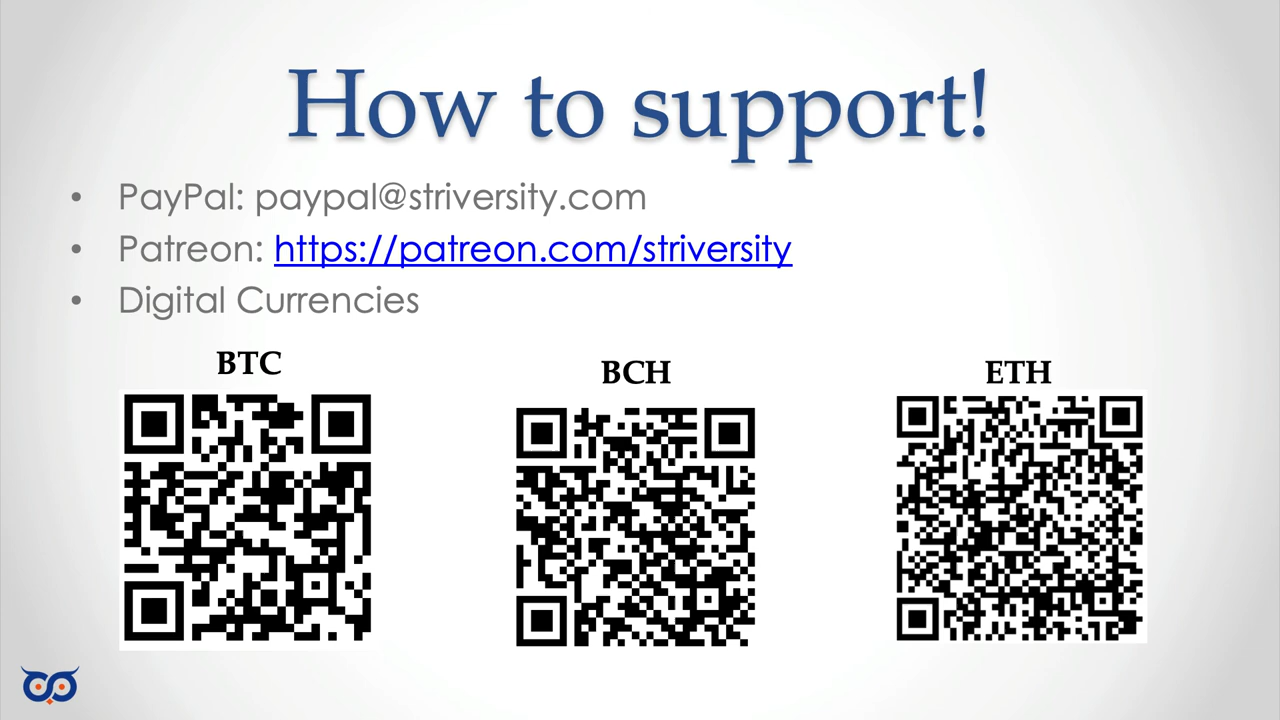 How to support!
• PayPal: paypal@striversity.com
• Patreon: https://patreon.com/striversity
• Digital Currencies
BTC
BCH
ETH